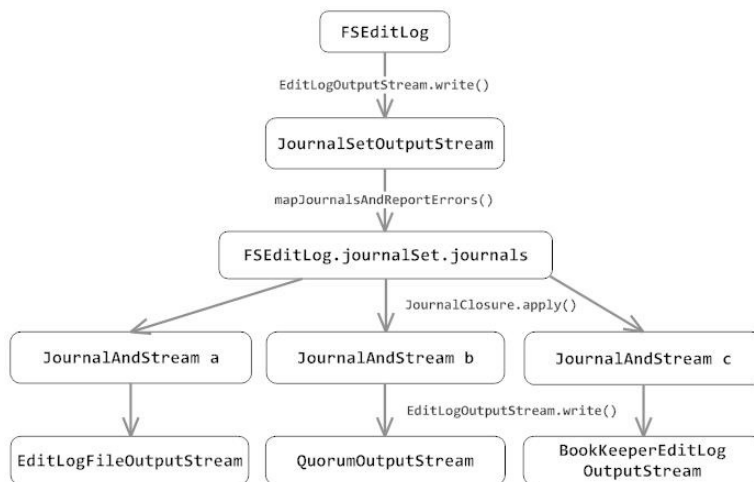 FSEditLog
EditLogOutputStream.write()
JournalSetOutputStream
mapJournalsAndReportErrors()
FSEditLog.journalSet.journals
JournalClosure.apply()
JournalAndStream a
JournalAndStream b
JournalAndStream c
EditLogOutputStream.write()
EditLogFileOutputStream
QuorumOutputStream
BookKeeperEditLog
OutputStream